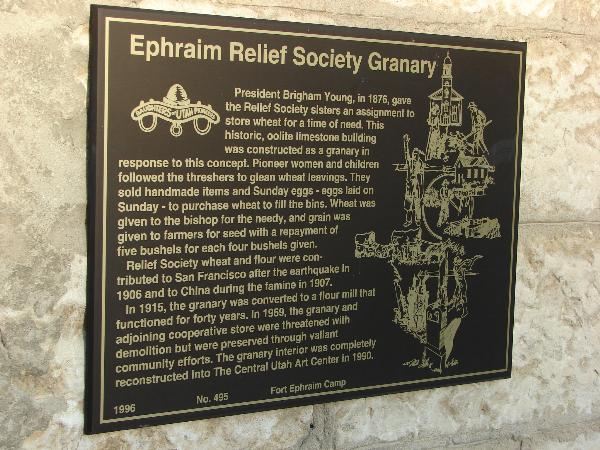 Ephraim Relief Society Granary
DAUGHTERS OF UTAH PIONEERS
President Brigham Young, in 1876, gave
the Relief Society sisters an assignment to
store wheat for a time of need. This
historic, oolite limestone building
was constructed as a granary in
response to this concept. Pioneer women and children
followed the threshers to glean wheat leavings. They
sold handmade items and Sunday eggs - eggs laid on
Sunday - to purchase wheat to fill the bins. Wheat was
given to the bishop for the needy, and grain was
given to farmers for seed with a repayment of
five bushels for each four bushels given.
Relief Society wheat and flour were con-
tributed to San Francisco after the earthquake in
1906 and to China during the famine in 1907.
In 1915, the granary was converted to a flour mill that
functioned for forty years. In 1969, the granary and
adjoining cooperative store were threatened with
demolition but were preserved through valiant
community efforts. The granary interior was completely
reconstructed into The Central Utah Art Center in 1990.
1996 No. 495 Fort Ephraim Camp